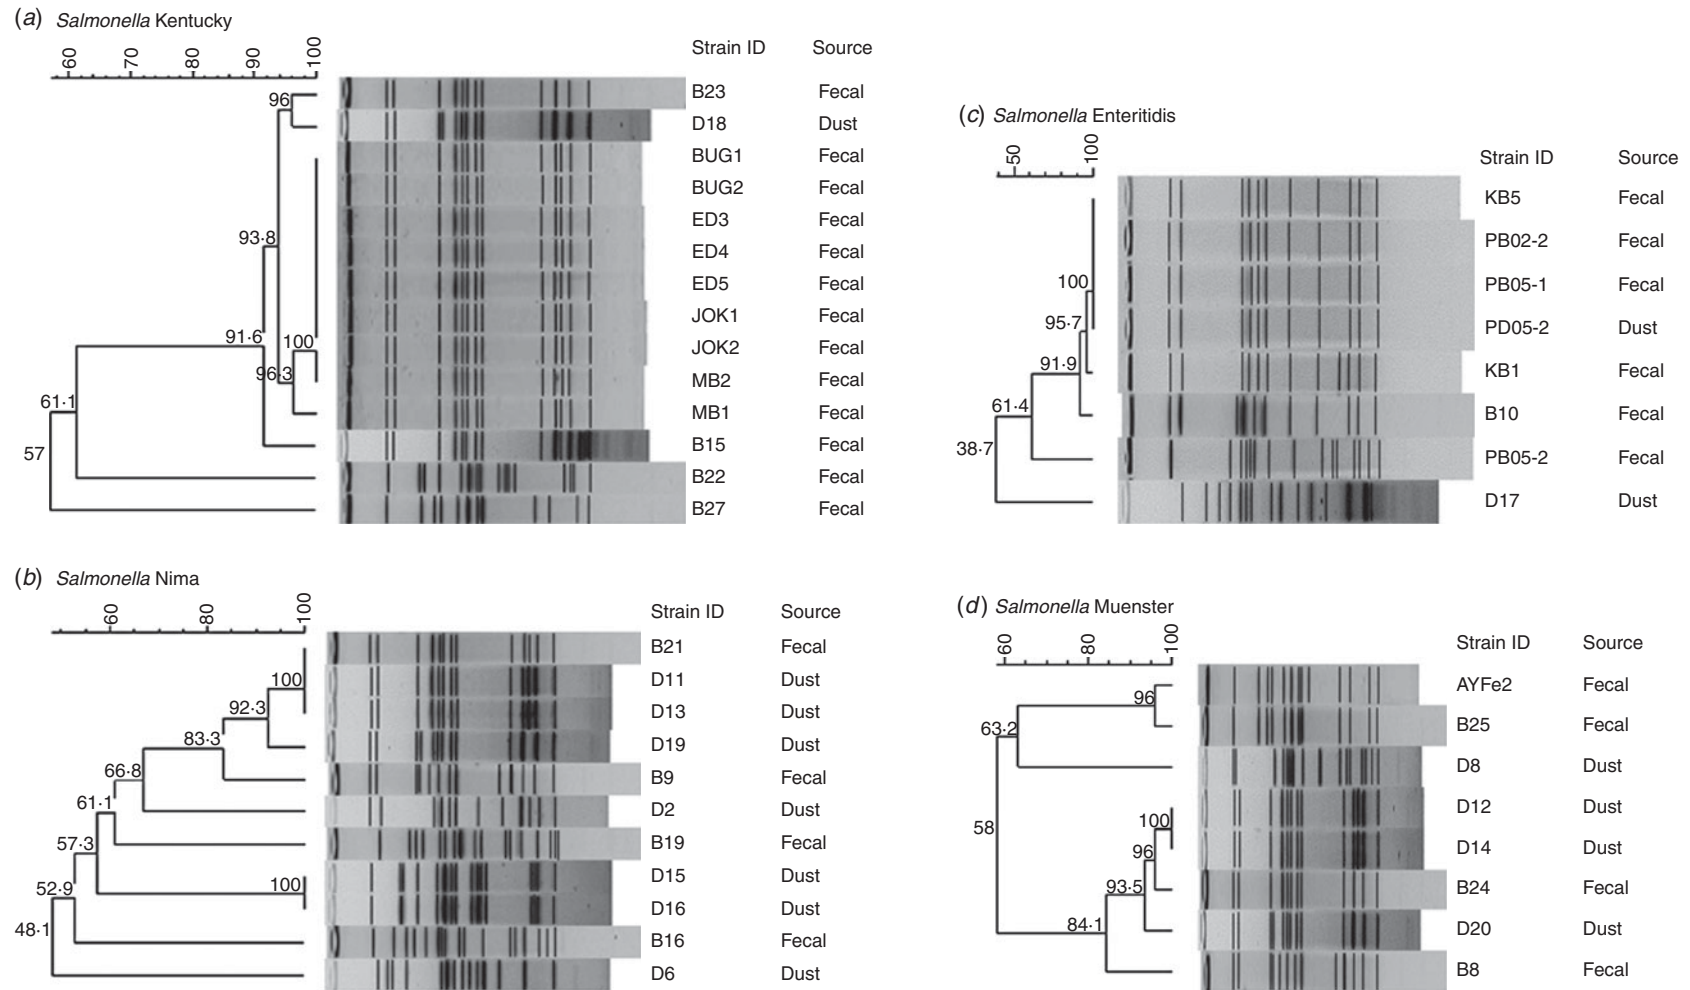 (a) Salmonella Kentucky
60 70 80 90 100
Strain ID Source
96
93·8
91·6
100
96·3
61·1
57
B23 Fecal
D18 Dust
BUG1 Fecal
BUG2 Fecal
ED3 Fecal
ED4 Fecal
ED5 Fecal
JOK1 Fecal
JOK2 Fecal
MB2 Fecal
MB1 Fecal
B15 Fecal
B22 Fecal
B27 Fecal
(b) Salmonella Nima
60 80 100
Strain ID Source
100
92·3
83·3
66·8
61·1
57·3
100
52·9
48·1
B21 Fecal
D11 Dust
D13 Dust
D19 Dust
B9 Fecal
D2 Dust
B19 Fecal
D15 Dust
D16 Dust
B16 Fecal
D6 Dust
(c) Salmonella Enteritidis
50 100
Strain ID Source
100
95·7
91·9
61·4
38·7
KB5 Fecal
PB02-2 Fecal
PB05-1 Fecal
PD05-2 Dust
KB1 Fecal
B10 Fecal
PB05-2 Fecal
D17 Dust
(d) Salmonella Muenster
60 80 100
Strain ID Source
96
63·2
58
100
96
93·5
84·1
AYFe2 Fecal
B25 Fecal
D8 Dust
D12 Dust
D14 Dust
B24 Fecal
D20 Dust
B8 Fecal